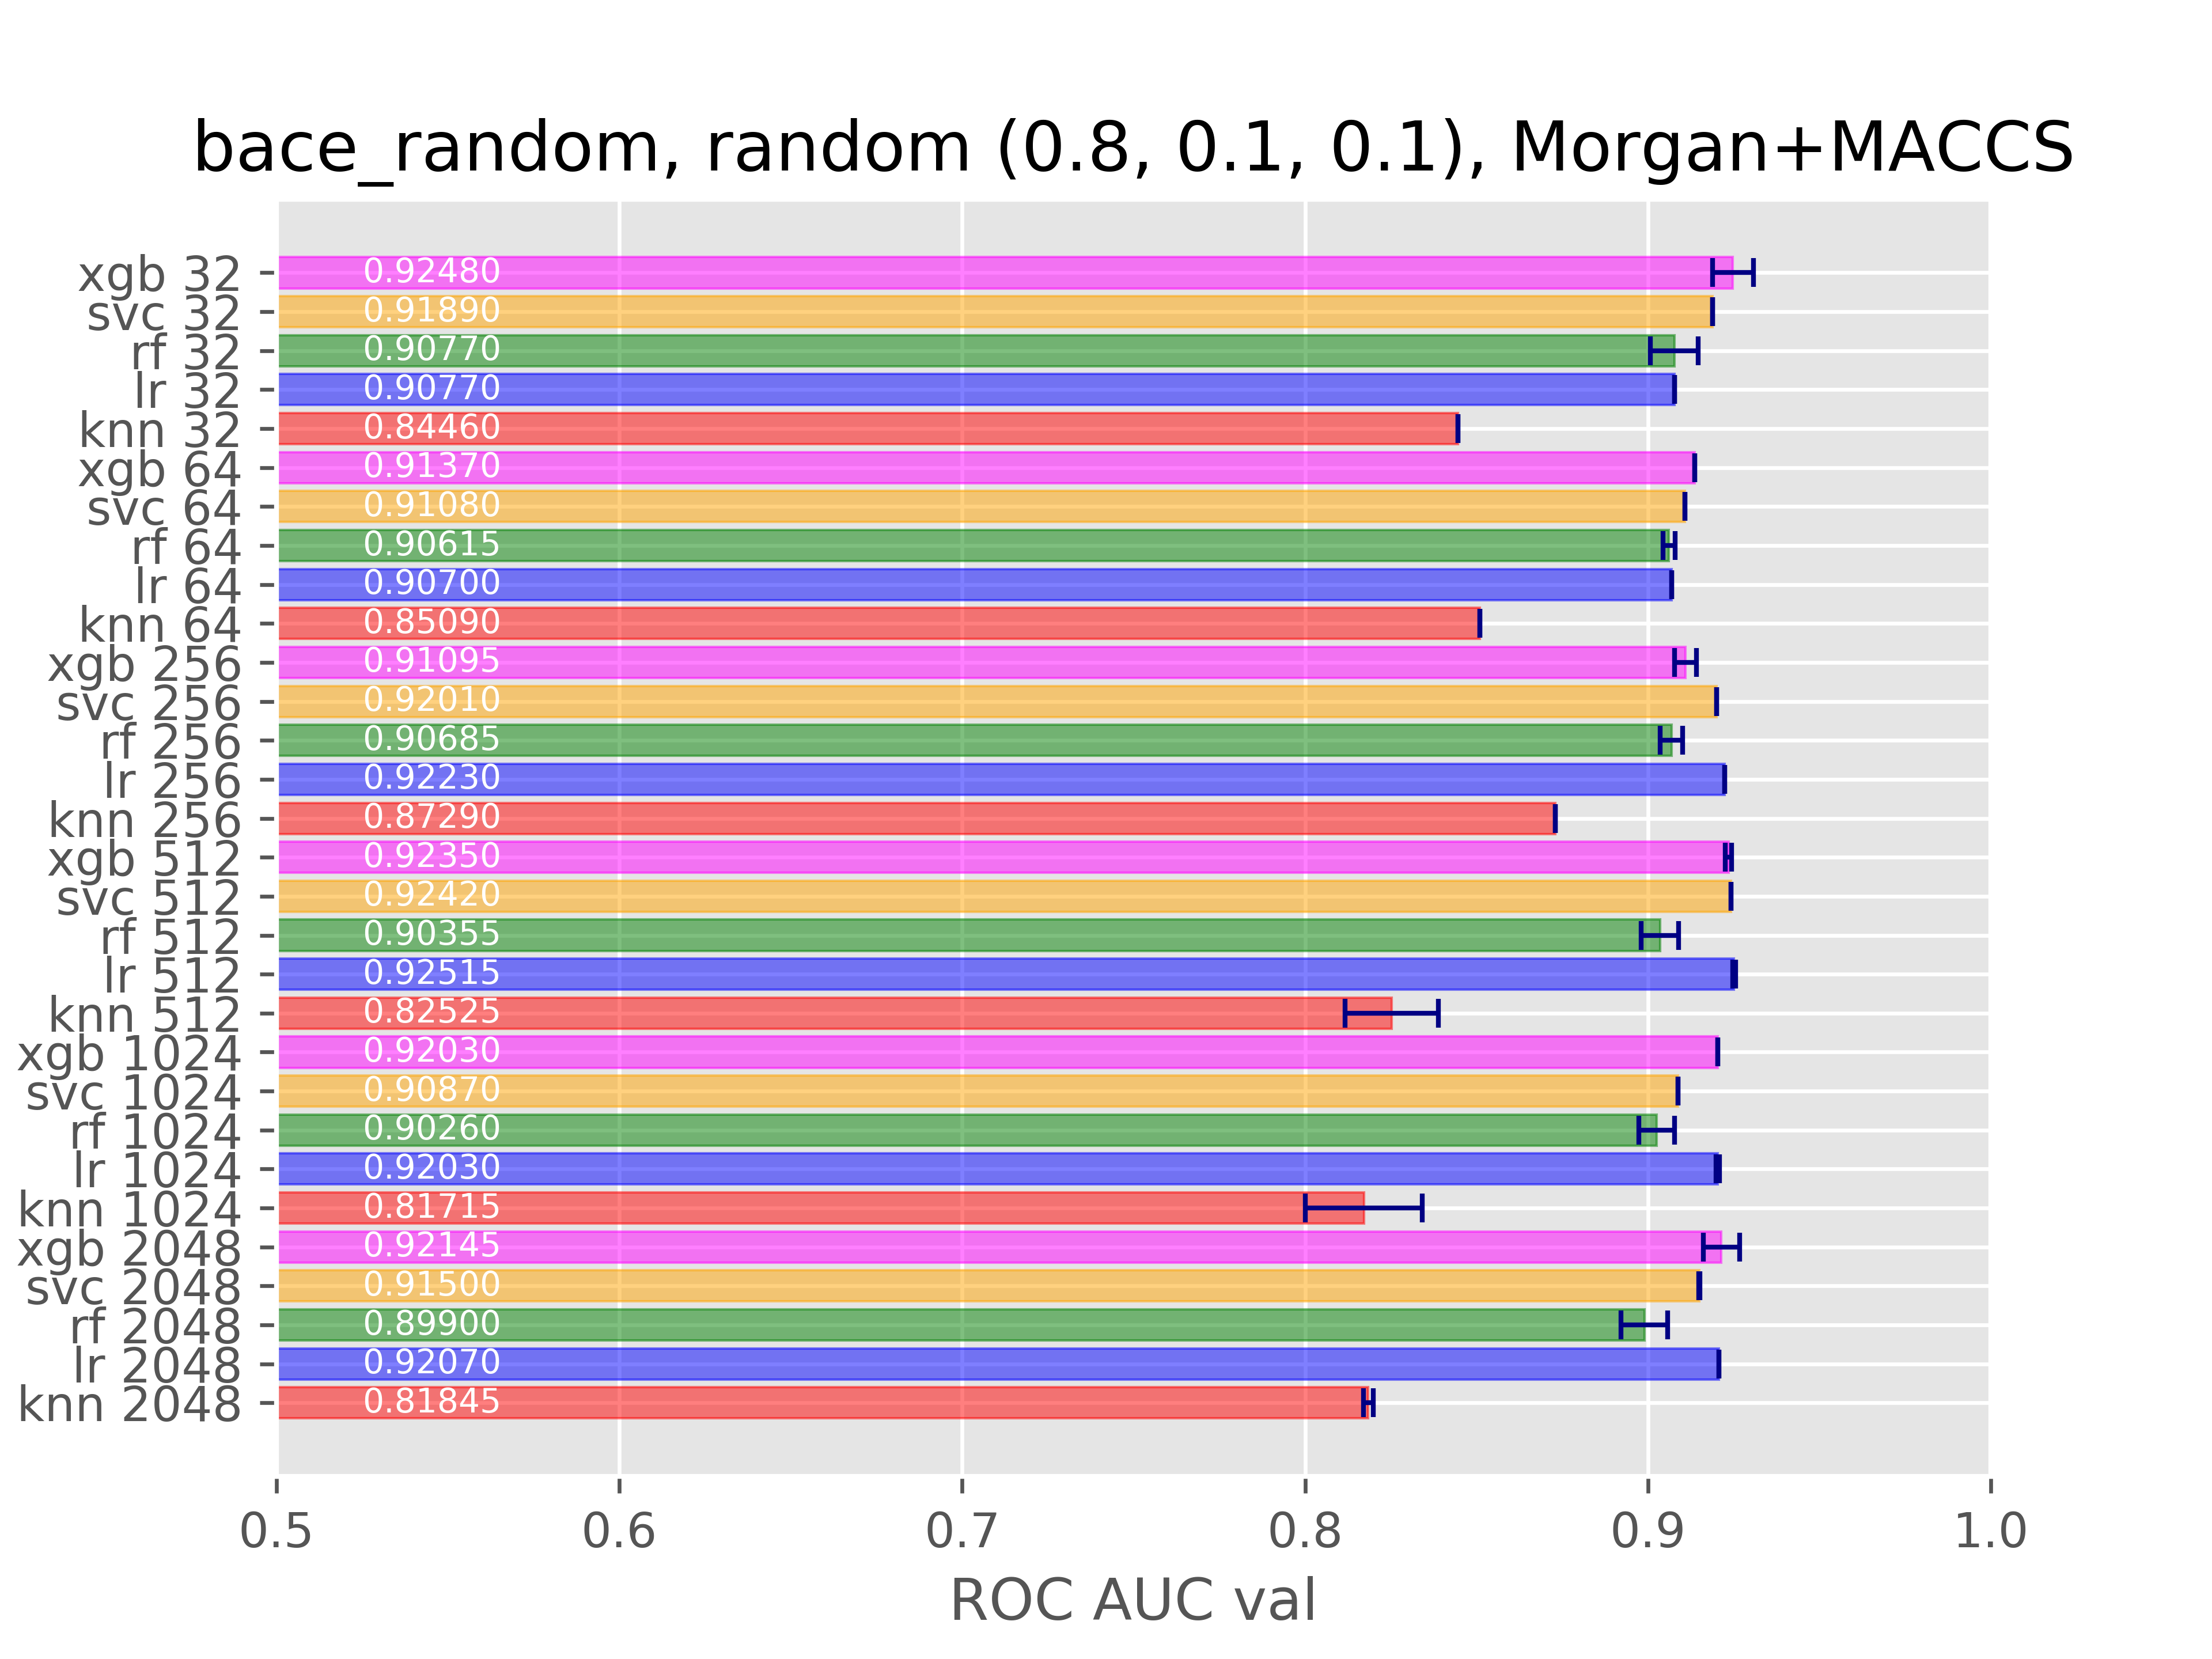 bace_random, random (0.8, 0.1, 0.1), Morgan+MACCS
xgb 32 0.92480
svc 32 0.91890
rf 32 0.90770
lr 32 0.90770
knn 32 0.84460
xgb 64 0.91370
svc 64 0.91080
rf 64 0.90615
lr 64 0.90700
knn 64 0.85090
xgb 256 0.91095
svc 256 0.92010
rf 256 0.90685
lr 256 0.92230
knn 256 0.87290
xgb 512 0.92350
svc 512 0.92420
rf 512 0.90355
lr 512 0.92515
knn 512 0.82525
xgb 1024 0.92030
svc 1024 0.90870
rf 1024 0.90260
lr 1024 0.92030
knn 1024 0.81715
xgb 2048 0.92145
svc 2048 0.91500
rf 2048 0.89900
lr 2048 0.92070
knn 2048 0.81845
0.5 0.6 0.7 0.8 0.9 1.0
ROC AUC val